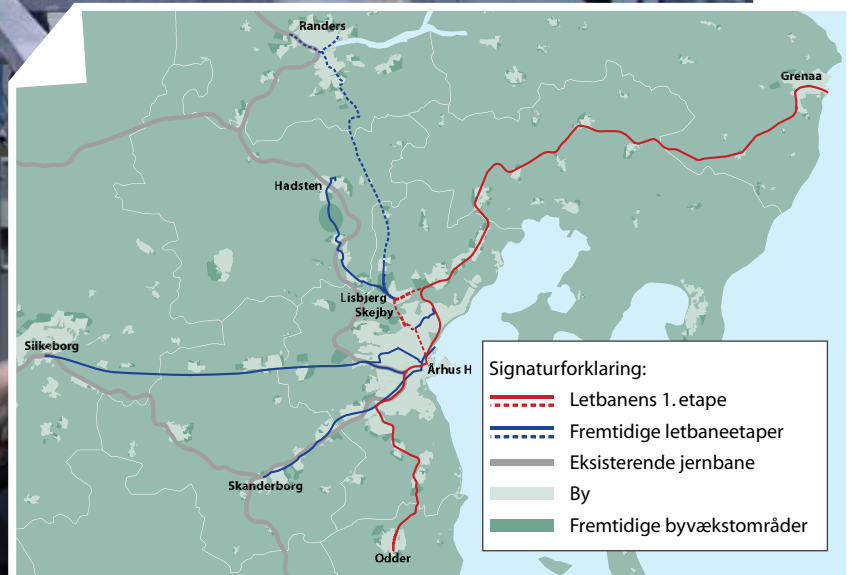 Randers
Grenaa
Hadsten
Lisbjerg
Skejby
Silkeborg
Århus H
Skanderborg
Odder
Signaturforklaring:
Letbanens 1. etape
Fremtidige letbaneetaper
Eksisterende jernbane
By
Fremtidige byvækstområder